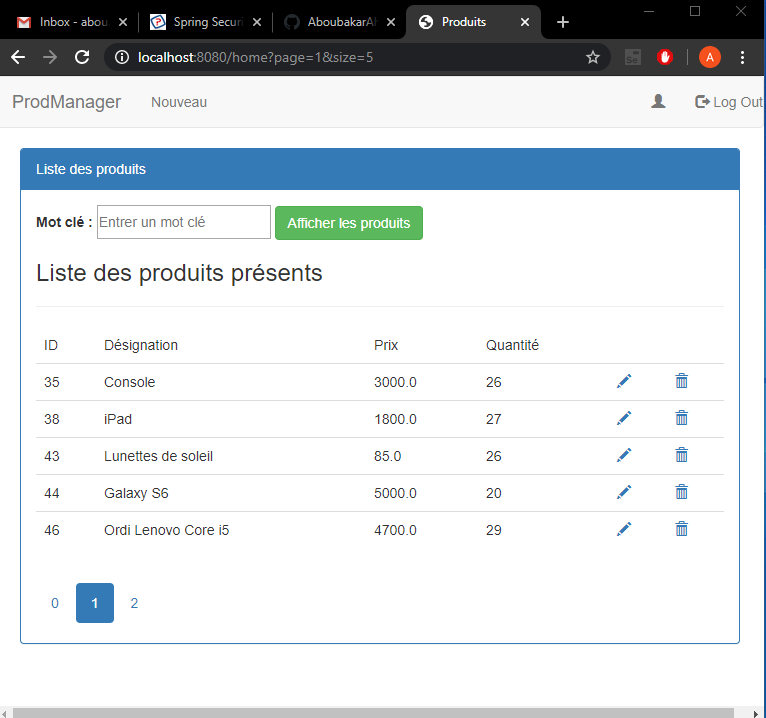 Inbox - abou
Spring Securi
AboubakarAh
Produits
localhost:8080/home?page=1&size=5
A
ProdManager
Nouveau
Log Out
Liste des produits
Mot clé :
Entrer un mot clé
Afficher les produits
Liste des produits présents
ID Désignation Prix Quantité
35 Console 3000.0 26
38 iPad 1800.0 27
43 Lunettes de soleil 85.0 26
44 Galaxy S6 5000.0 20
46 Ordi Lenovo Core i5 4700.0 29
0 1 2